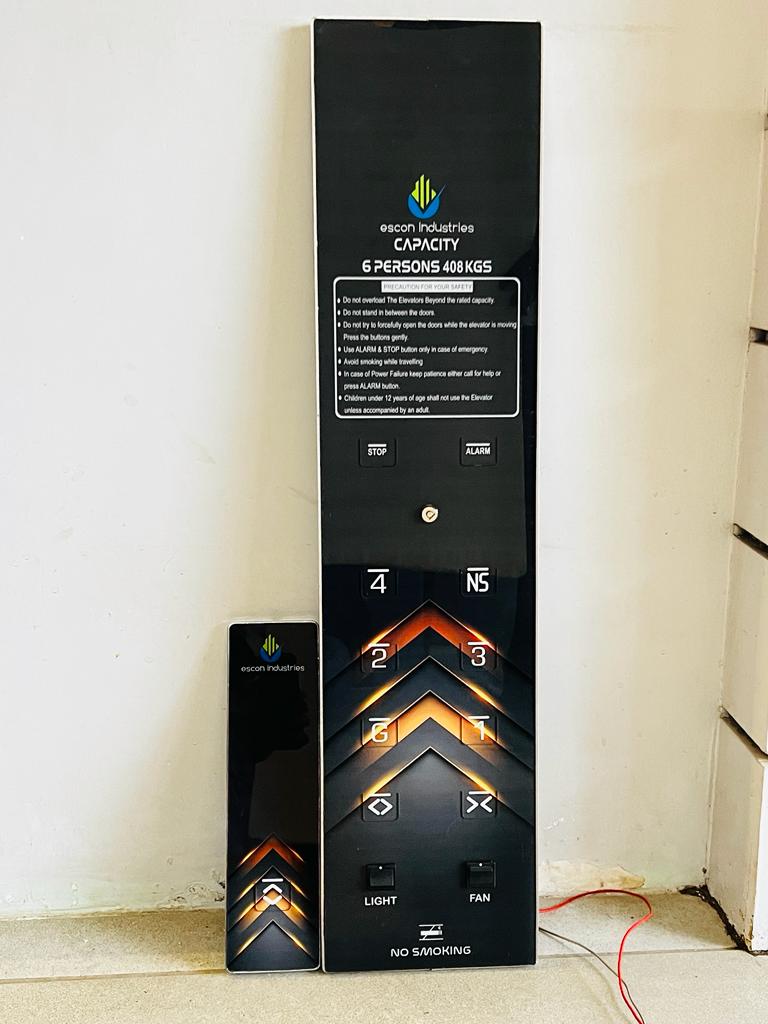 escon Industries
CAPACITY
6 PERSONS 408 KGS
PRECAUTION FOR YOUR SAFETY
Do not overload The Elevators Beyond the rated capacity.
Do not stand in between the doors.
Do not try to forcefully open the doors while the elevator is moving
Press the buttons gently.
Use ALARM & STOP button only in case of emergency.
Avoid smoking while travelling
In case of Power Failure keep patience either call for help or
press ALARM button.
Children under 12 years of age shall not use the Elevator
unless accompanied by an adult.
STOP ALARM
4 NS
2 3
G 1
<> ><
LIGHT FAN
NO SMOKING
escon Industries